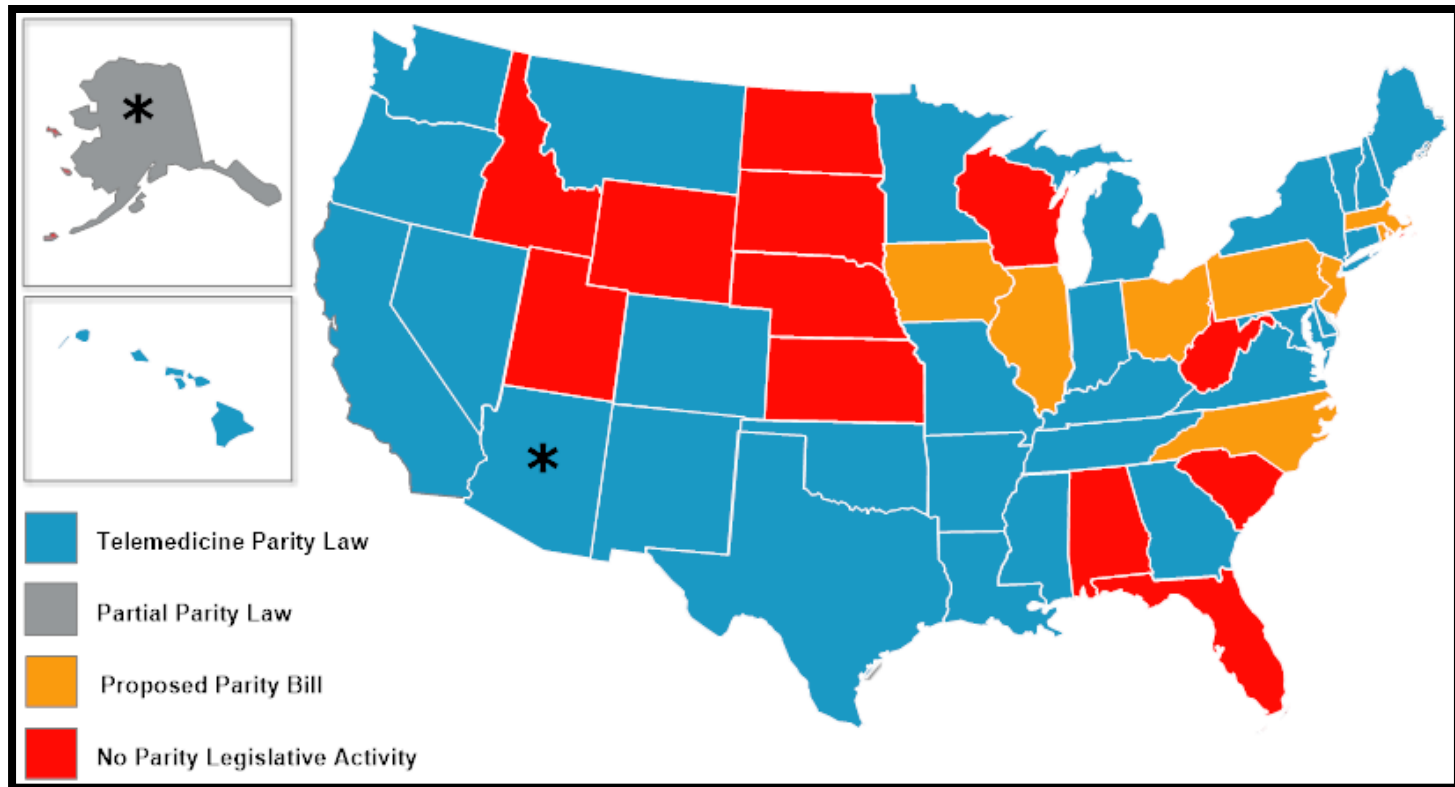 *
*
Telemedicine Parity Law
Partial Parity Law
Proposed Parity Bill
No Parity Legislative Activity